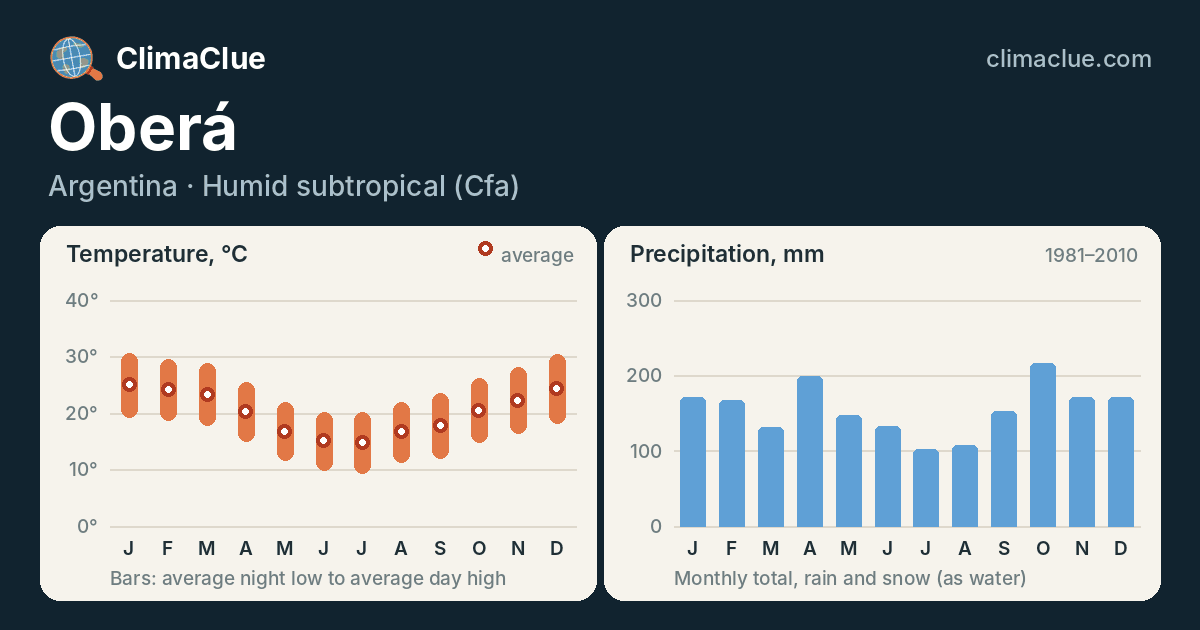 ClimaClue
climaclue.com
Oberá
Argentina · Humid subtropical (Cfa)
Temperature, °C
average
40°
30°
20°
10°
0°
J F M A M J J A S O N D
Bars: average night low to average day high
Precipitation, mm
1981–2010
300
200
100
0
J F M A M J J A S O N D
Monthly total, rain and snow (as water)